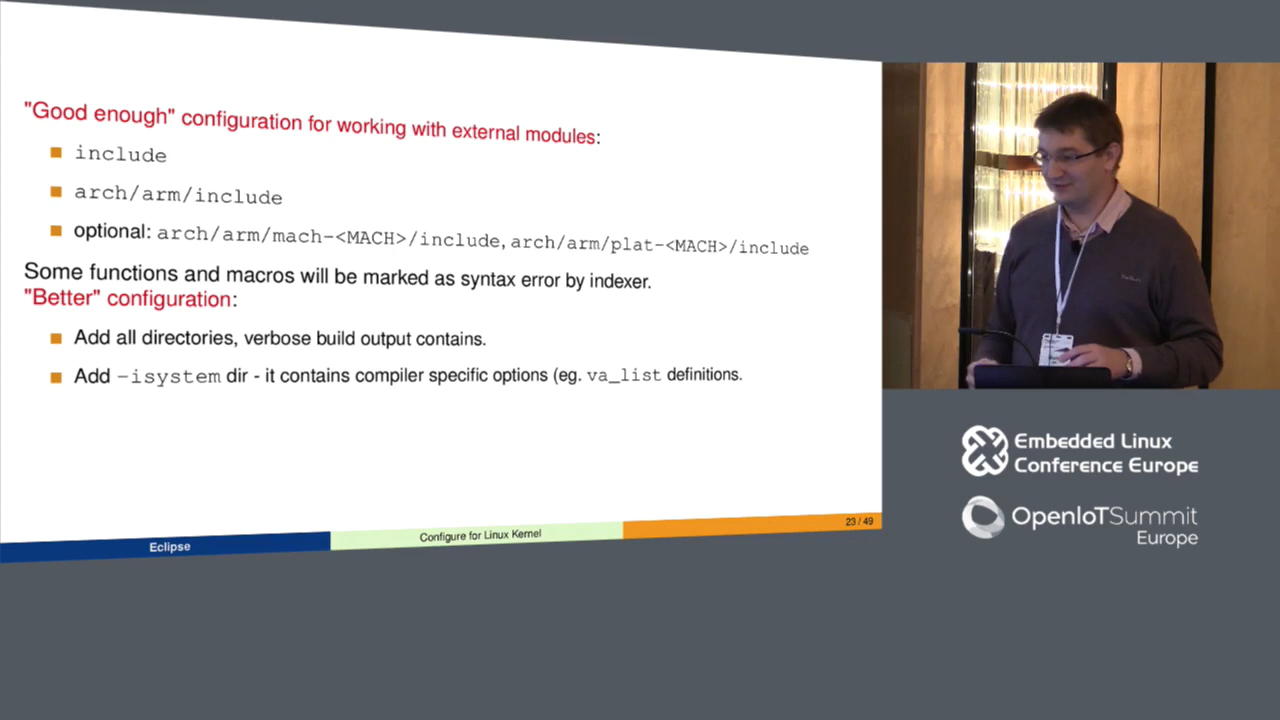 "Good enough" configuration for working with external modules:
include
arch/arm/include
optional: arch/arm/mach-<MACH>/include, arch/arm/plat-<MACH>/include
Some functions and macros will be marked as syntax error by indexer.
"Better" configuration:
Add all directories, verbose build output contains.
Add -isystem dir - it contains compiler specific options (eg. va_list definitions.
Eclipse
Configure for Linux Kernel
23 / 49
Embedded Linux
Conference Europe
OpenIoTSummit
Europe